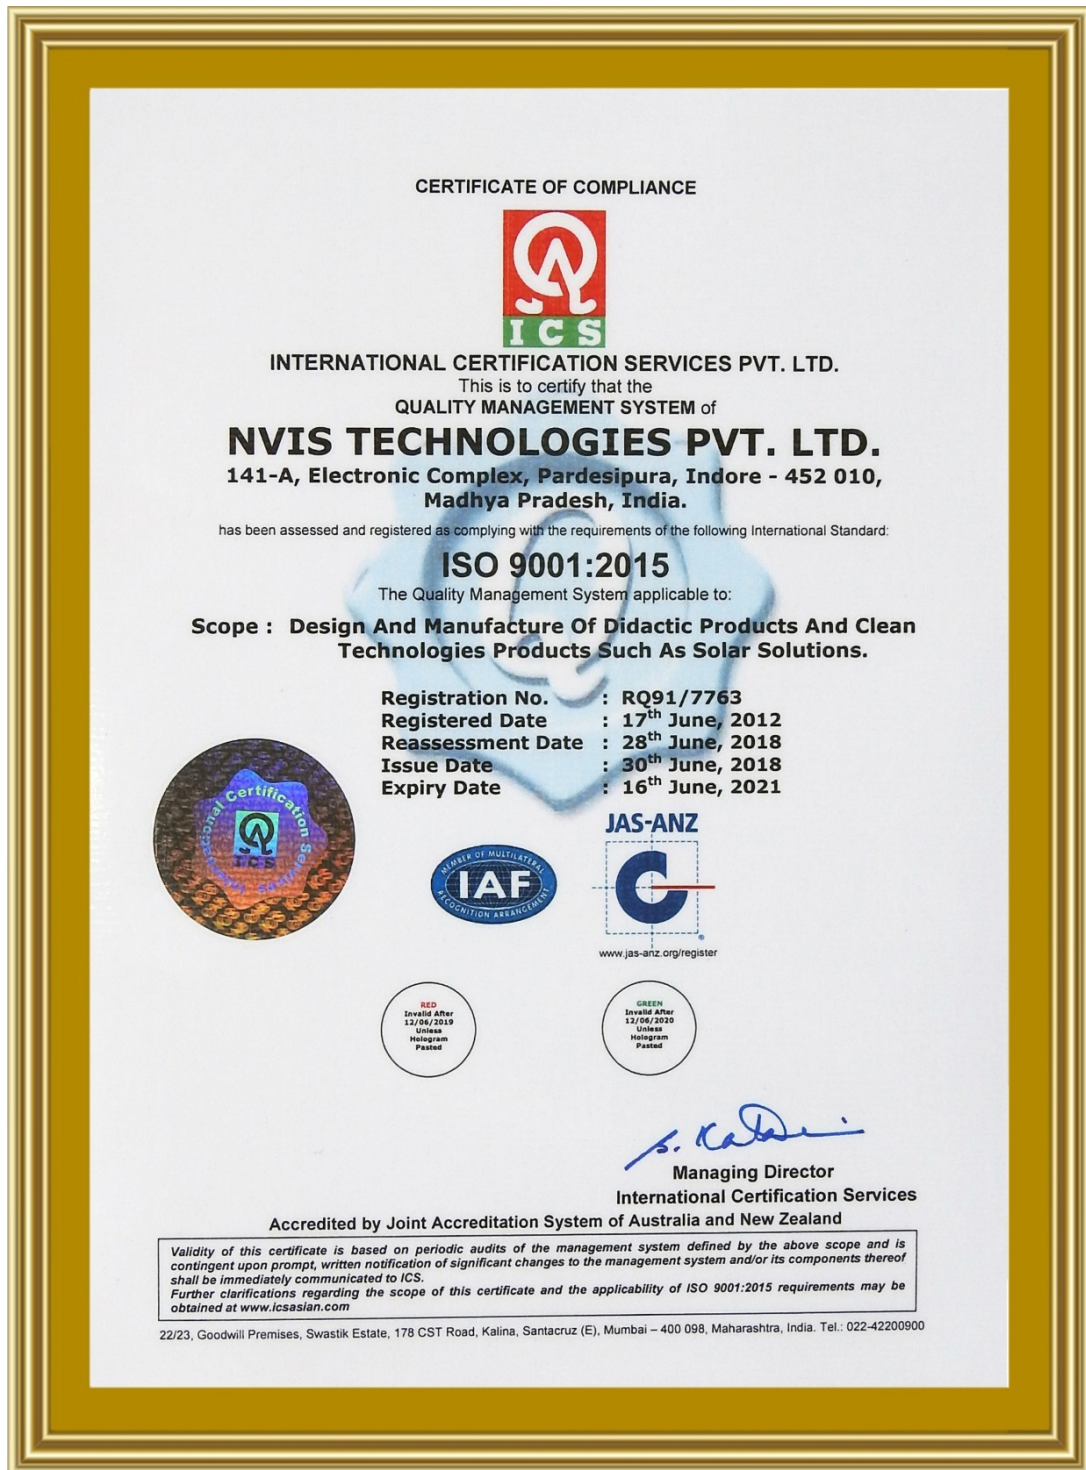 CERTIFICATE OF COMPLIANCE
ICS
INTERNATIONAL CERTIFICATION SERVICES PVT. LTD.
This is to certify that the
QUALITY MANAGEMENT SYSTEM of
NVIS TECHNOLOGIES PVT. LTD.
141-A, Electronic Complex, Pardesipura, Indore - 452 010,
Madhya Pradesh, India.
has been assessed and registered as complying with the requirements of the following International Standard:
ISO 9001:2015
The Quality Management System applicable to:
Scope : Design And Manufacture Of Didactic Products And Clean
Technologies Products Such As Solar Solutions.
Registration No. : RQ91/7763
Registered Date : 17th June, 2012
Reassessment Date : 28th June, 2018
Issue Date : 30th June, 2018
Expiry Date : 16th June, 2021
International Certification Services
ICS
MEMBER OF MULTILATERAL
IAF
RECOGNITION ARRANGEMENT
JAS-ANZ
®
www.jas-anz.org/register
RED
Invalid After
12/06/2019
Unless
Hologram
Pasted
GREEN
Invalid After
12/06/2020
Unless
Hologram
Pasted
Managing Director
International Certification Services
Accredited by Joint Accreditation System of Australia and New Zealand
Validity of this certificate is based on periodic audits of the management system defined by the above scope and is
contingent upon prompt, written notification of significant changes to the management system and/or its components thereof
shall be immediately communicated to ICS.
Further clarifications regarding the scope of this certificate and the applicability of ISO 9001:2015 requirements may be
obtained at www.icsasian.com
22/23, Goodwill Premises, Swastik Estate, 178 CST Road, Kalina, Santacruz (E), Mumbai – 400 098, Maharashtra, India. Tel.: 022-42200900